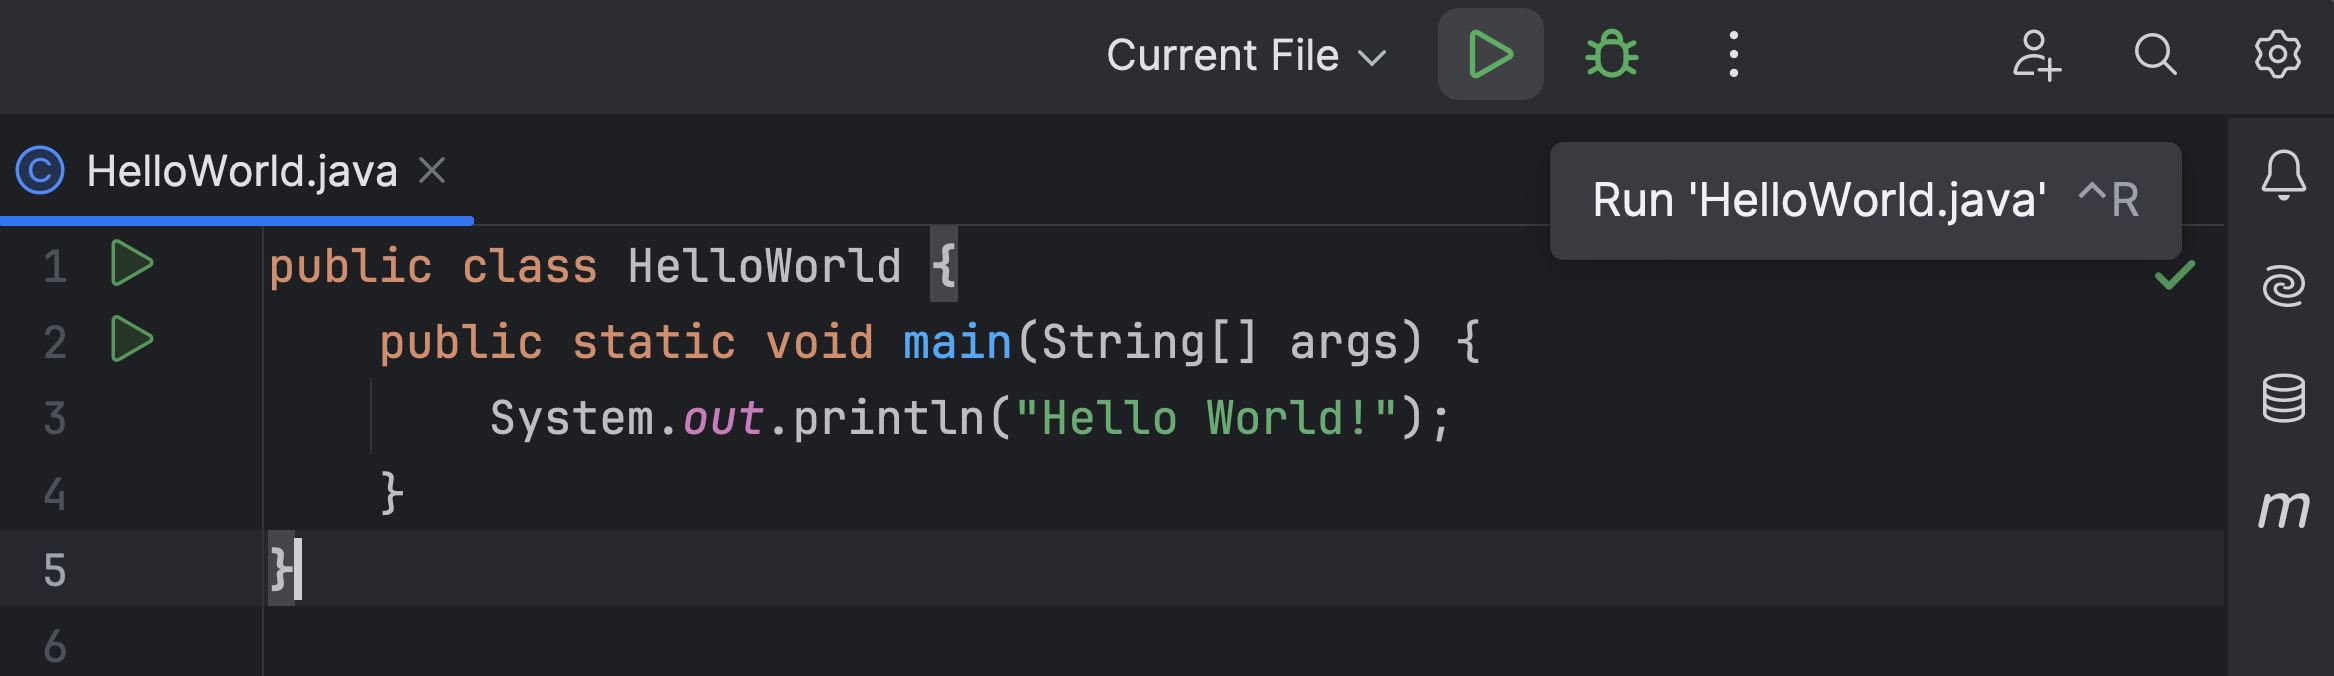 Current File
HelloWorld.java
Run 'HelloWorld.java' ^R
1 public class HelloWorld {
2     public static void main(String[] args) {
3         System.out.println("Hello World!");
4     }
5 }
6
m